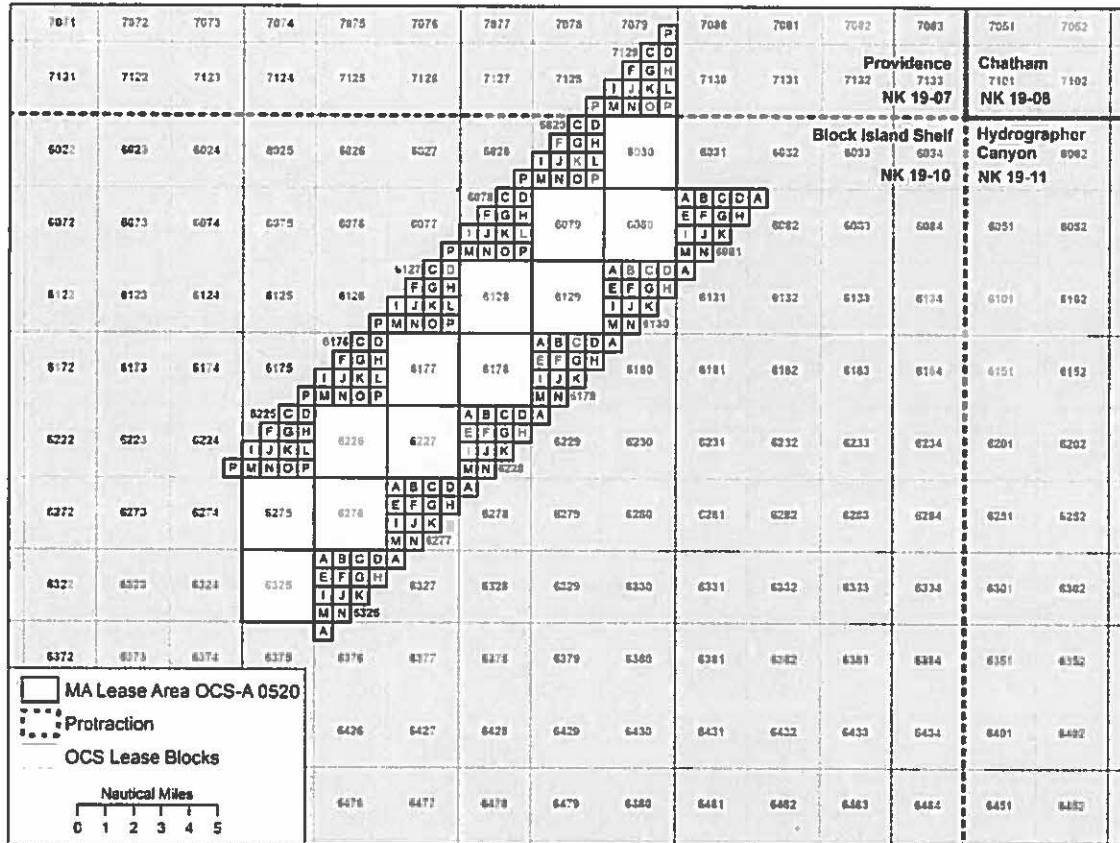 7071 7072 7073 7074 7075 7076 7077 7078 7079 P 7080 7081 7082 7083 7051 7052
7129 C D
F G H
7121 7122 7123 7124 7125 7126 7127 7128 7130 7131 7132 7133 7101 7102
Providence
NK 19-07
Chatham
NK 19-08
I J K L
P M N O P
Block Island Shelf
NK 19-10
Hydrographer
Canyon
NK 19-11
6029 C D
F G H
6022 6023 6024 6025 6026 6027 6028 6030 6031 6032 6033 6034 6002
I J K L
P M N O P
6078 C D A B C D A
F G H E F G H
6072 6073 6074 6075 6076 6077 6079 6080 6082 6083 6084 6051 6052
I J K L I J K
P M N O P M N 6081
6127 C D A B C D A
F G H E F G H
6122 6123 6124 6125 6126 6128 6129 6131 6132 6133 6134 6101 6102
I J K L I J K
P M N O P M N 6130
6176 C D A B C D A
F G H E F G H
6172 6173 6174 6175 6177 6178 6180 6181 6182 6183 6184 6151 6152
I J K L I J K
P M N O P M N 6179
6225 C D A B C D A
F G H E F G H
6222 6223 6224 6226 6227 6229 6230 6231 6232 6233 6234 6201 6202
I J K L I J K
P M N O P M N 6228
A B C D A
E F G H
6272 6273 6274 6275 6276 6278 6279 6280 6281 6282 6283 6284 6251 6252
I J K
M N 6277
A B C D A
E F G H
6322 6323 6324 6325 6327 6328 6329 6330 6331 6332 6333 6334 6301 6302
I J K
M N 6326
A
6372 6373 6374 6375 6376 6377 6378 6379 6380 6381 6382 6383 6384 6351 6352
MA Lease Area OCS-A 0520
Protraction
OCS Lease Blocks
Nautical Miles
0 1 2 3 4 5
6426 6427 6428 6429 6430 6431 6432 6433 6434 6401 6402
6476 6477 6478 6479 6480 6481 6482 6483 6484 6451 6452